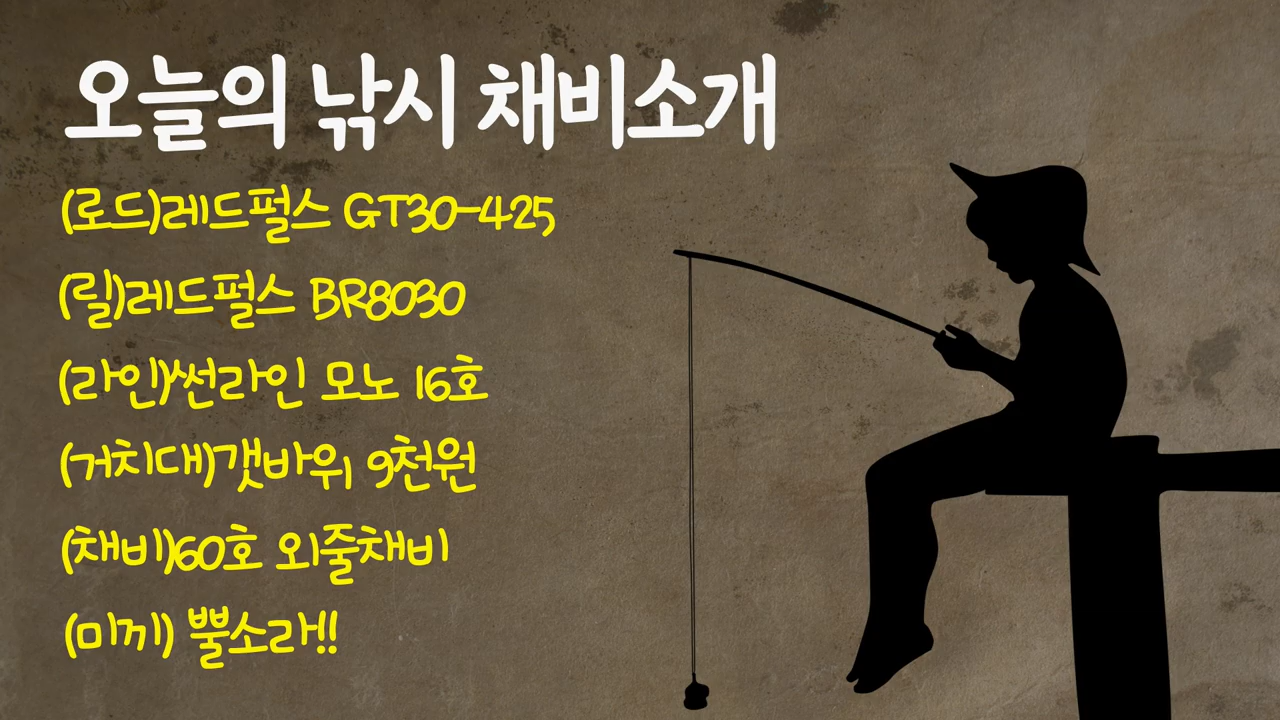 오늘의 낚시 채비소개
(로드)레드펄스 GT30-425
(릴)레드펄스 BR8030
(라인)썬라인 모노 16호
(거치대)갯바위 9천원
(채비)60호 외줄채비
(미끼) 뿔소라!!